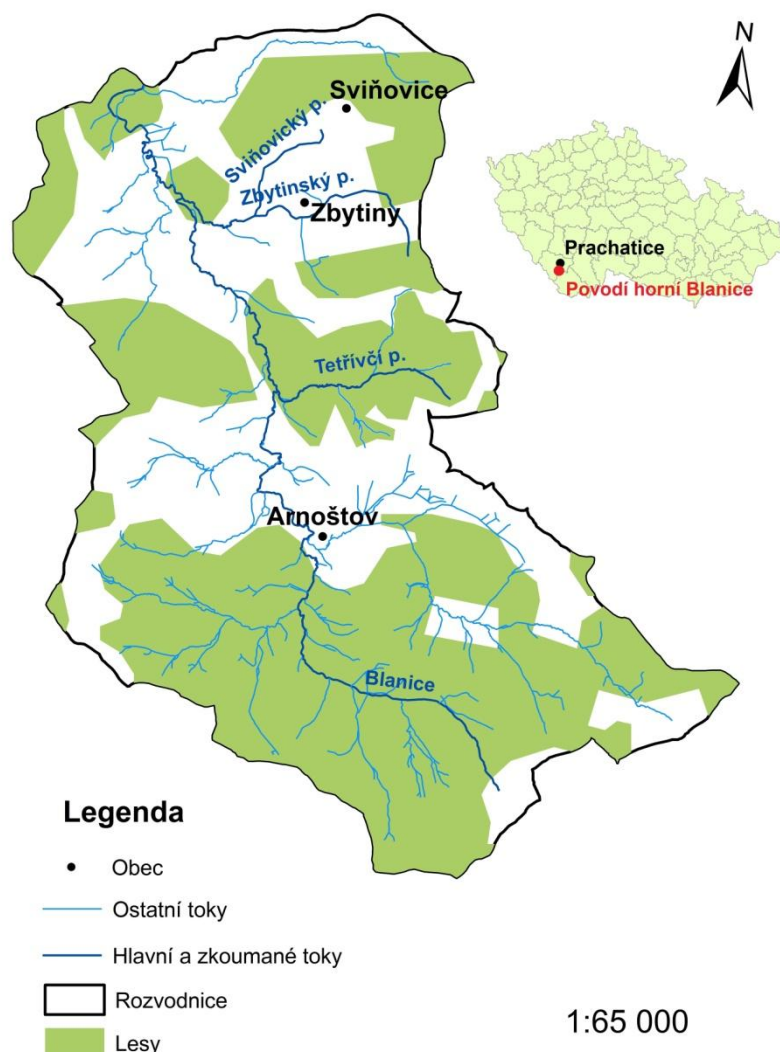 N
Sviňovice
Sviňovický p.
Zbytinský p.
Zbytiny
Prachatice
Povodí horní Blanice
Tetřívčí p.
Arnoštov
Blanice
Legenda
Obec
Ostatní toky
Hlavní a zkoumané toky
Rozvodnice
Lesy
1:65 000